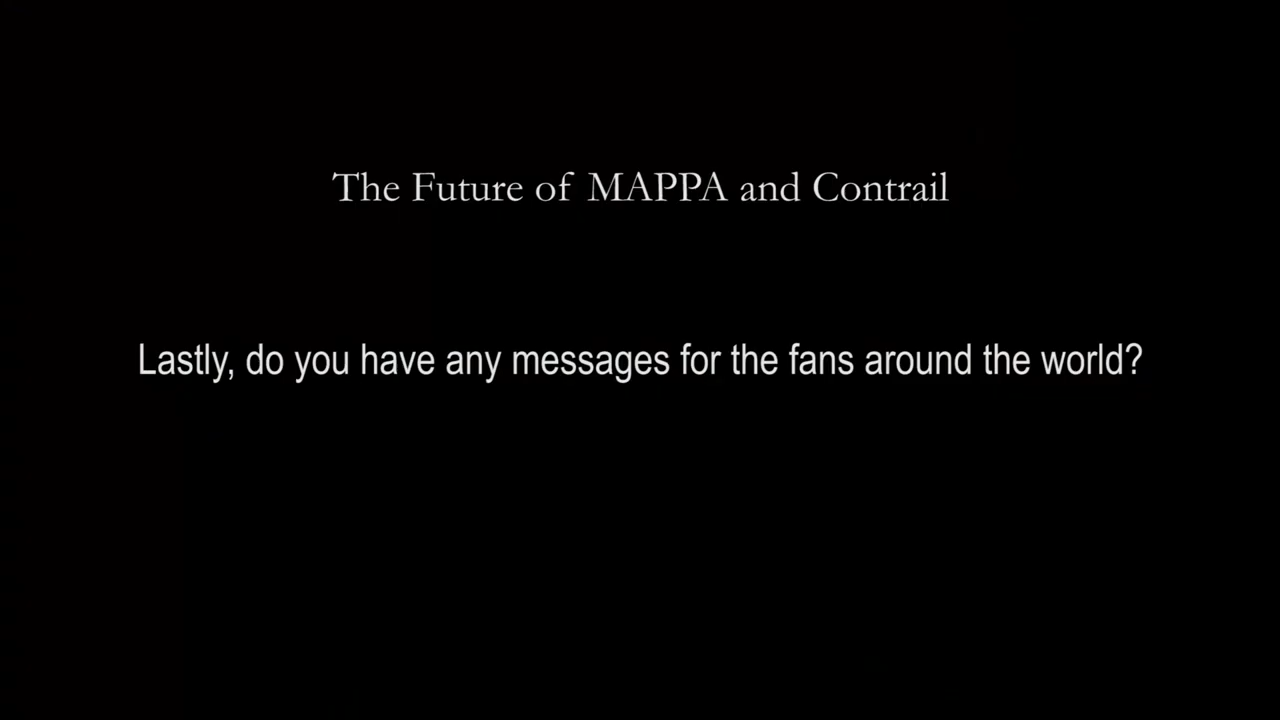 The Future of MAPPA and Contrail
Lastly, do you have any messages for the fans around the world?